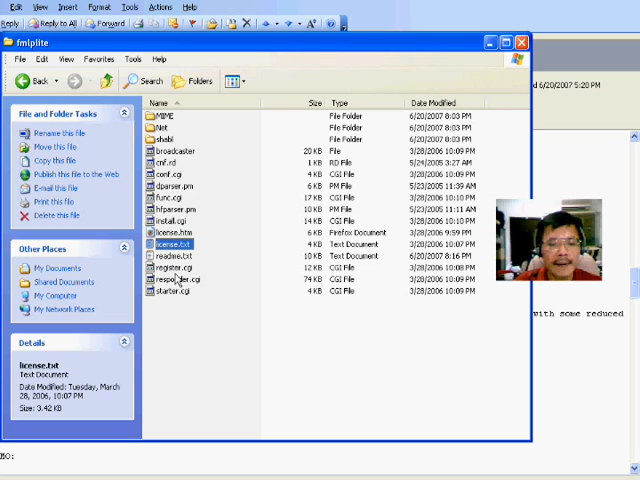 Edit View Insert Format Tools Actions Help
Reply Reply to All Forward
d 6/20/2007 5:20 PM
fmlplite
File Edit View Favorites Tools Help
Back Search Folders
Name Size Type Date Modified
MIME File Folder 6/20/2007 8:03 PM
Net File Folder 6/20/2007 8:03 PM
shabl File Folder 6/20/2007 8:03 PM
broadcaster 20 KB File 3/28/2006 10:09 PM
cnf.rd 1 KB RD File 5/24/2005 3:27 AM
conf.cgi 4 KB CGI File 3/28/2006 10:09 PM
dparser.pm 6 KB PM File 5/23/2005 11:39 AM
func.cgi 17 KB CGI File 3/28/2006 10:09 PM
hfparser.pm 10 KB PM File 5/23/2005 11:11 AM
install.cgi 14 KB CGI File 3/28/2006 10:09 PM
license.htm 6 KB Firefox Document 3/28/2006 9:59 PM
license.txt 4 KB Text Document 3/28/2006 10:07 PM
readme.txt 10 KB Text Document 6/20/2007 8:16 PM
register.cgi 12 KB CGI File 3/28/2006 10:08 PM
responder.cgi 74 KB CGI File 3/28/2006 10:09 PM
starter.cgi 4 KB CGI File 3/28/2006 10:09 PM
File and Folder Tasks
Rename this file
Move this file
Copy this file
Publish this file to the Web
E-mail this file
Print this file
Delete this file
Other Places
My Documents
Shared Documents
My Computer
My Network Places
Details
license.txt
Text Document
Date Modified: Tuesday, March
28, 2006, 10:07 PM
Size: 3.42 KB
with some reduced
MO: